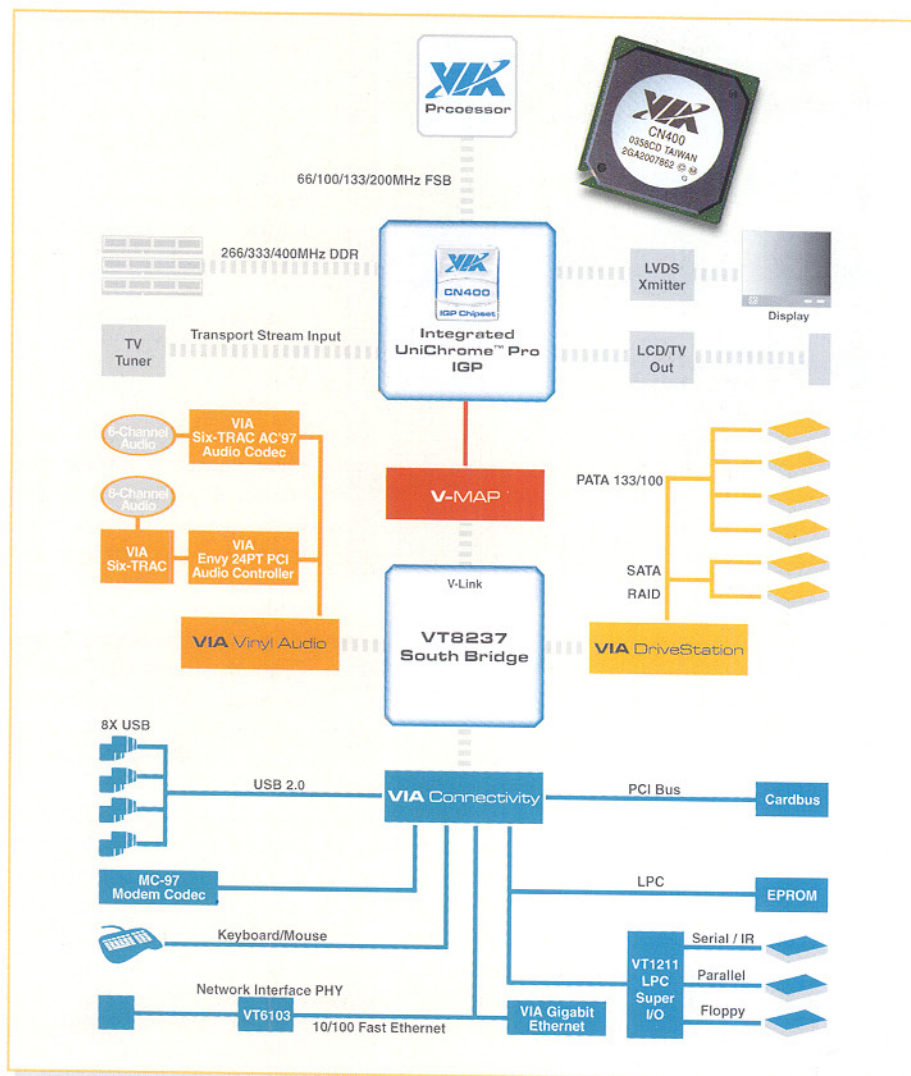 VIA
Prcoessor
VIA
CN400
0358CD TAIWAN
2GA2007862 © Ⓜ
G
66/100/133/200MHz FSB
266/333/400MHz DDR
VIA
CN400
IGP Chipset
Integrated
UniChrome™ Pro
IGP
LVDS
Xmitter
Display
TV
Tuner
Transport Stream Input
LCD/TV
Out
6-Channel
Audio
VIA
Six-TRAC AC'97
Audio Codec
6-Channel
Audio
VIA
Six-TRAC
VIA
Envy 24PT PCI
Audio Controller
V-MAP
PATA 133/100
SATA
RAID
V-Link
VT8237
South Bridge
VIA Vinyl Audio
VIA DriveStation
8X USB
USB 2.0
VIA Connectivity
PCI Bus
Cardbus
MC-97
Modem Codec
LPC
EPROM
Keyboard/Mouse
Serial / IR
VT1211
LPC
Super
I/O
Parallel
Floppy
Network Interface PHY
VT6103
10/100 Fast Ethernet
VIA Gigabit
Ethernet